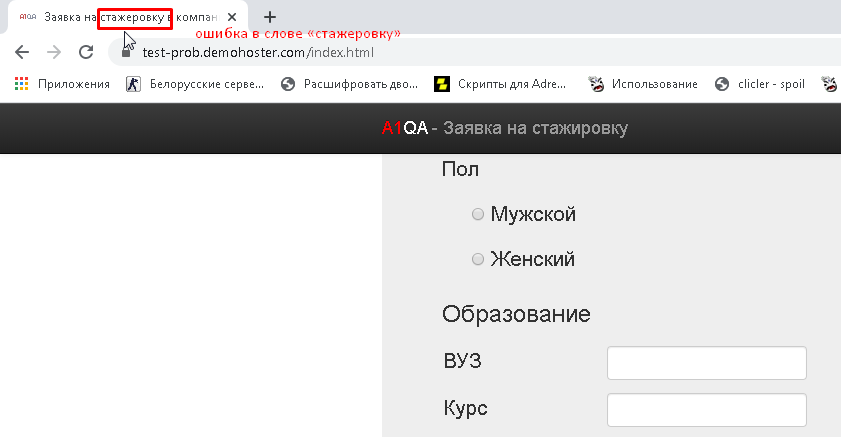 A1QA Заявка на стажеровку в компан
ошибка в слове «стажеровку»
test-prob.demohoster.com/index.html
Приложения Белорусские серве... Расшифровать дво... Скрипты для Adre... Использование clicler - spoil
A1QA - Заявка на стажировку
Пол
Мужской
Женский
Образование
ВУЗ
Курс